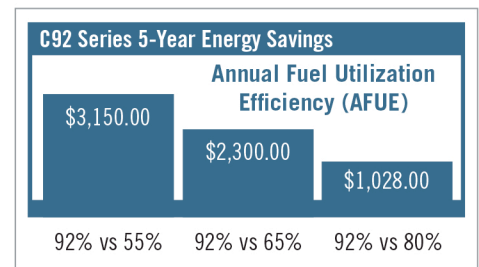 C92 Series 5-Year Energy Savings
Annual Fuel Utilization
Efficiency (AFUE)
$3,150.00
$2,300.00
$1,028.00
92% vs 55% 92% vs 65% 92% vs 80%